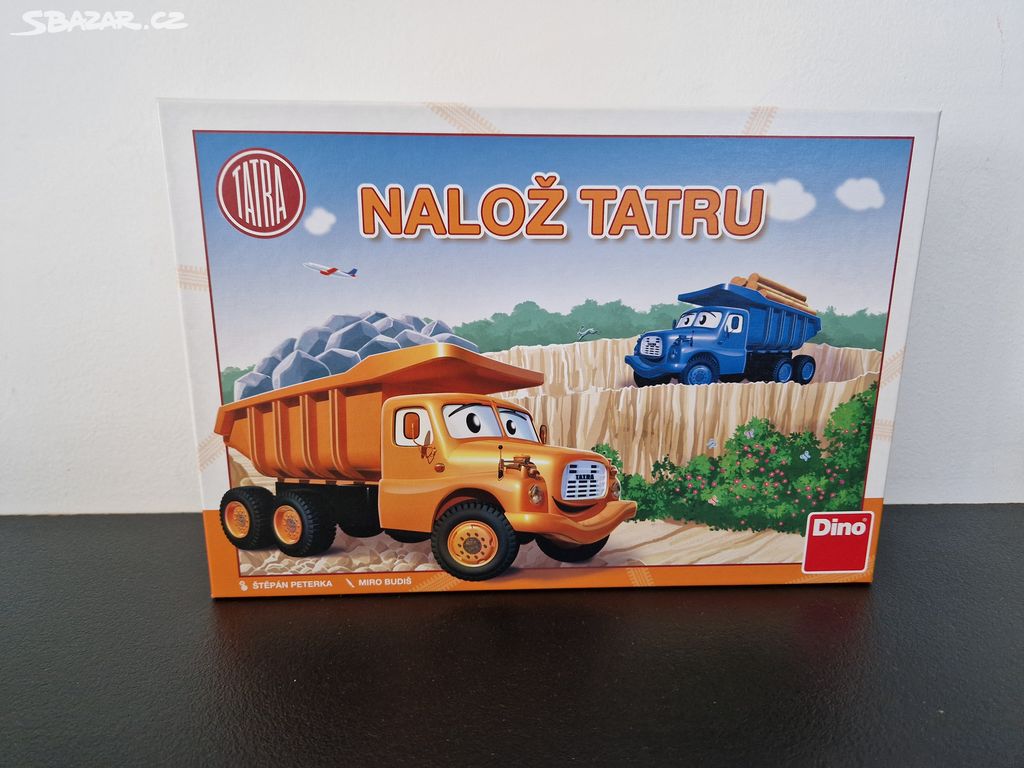 SBAZAR.CZ
TATRA
NALOŽ TATRU
TATRA
Dino®
ŠTĚPÁN PETERKA MIRO BUDIŠ